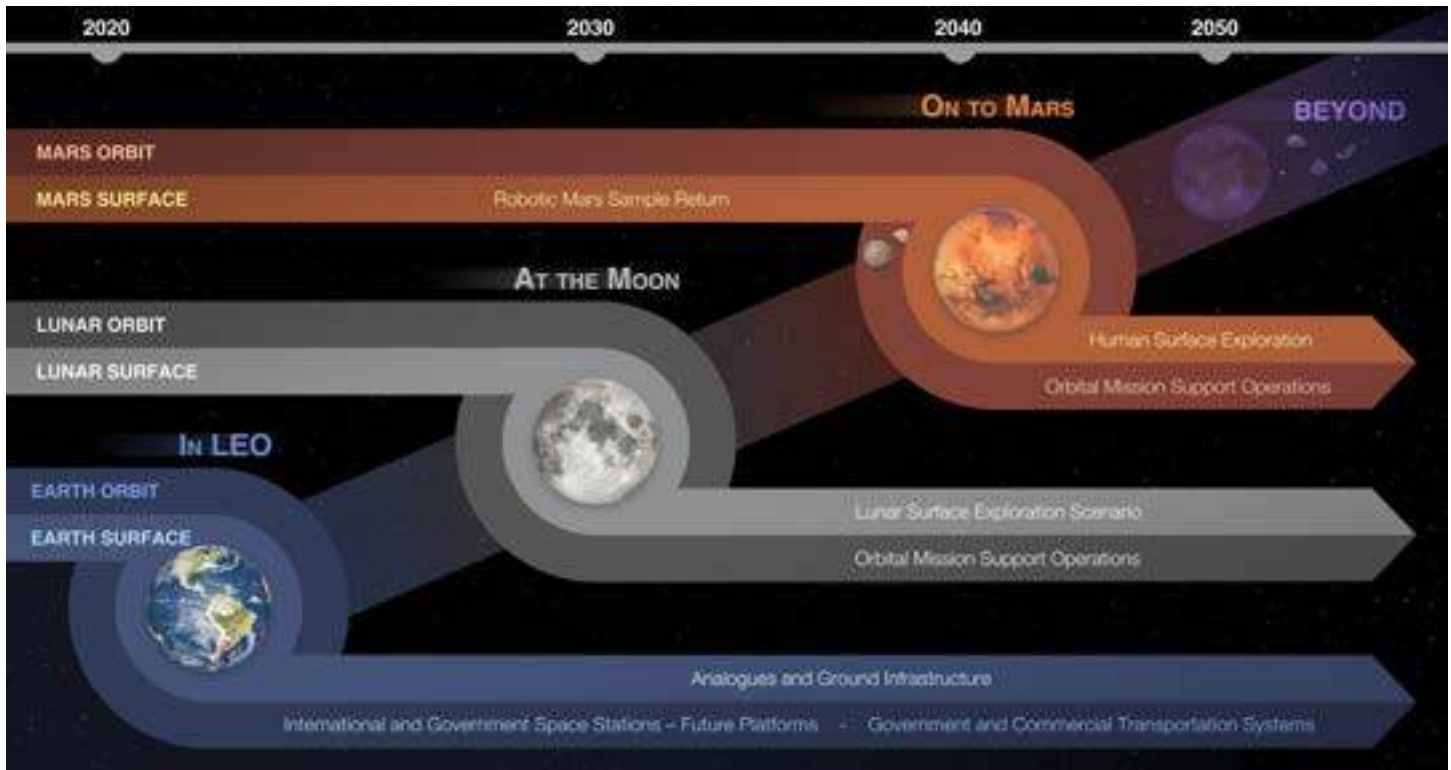 2020 2030 2040 2050
ON TO MARS
BEYOND
MARS ORBIT
MARS SURFACE
Robotic Mars Sample Return
AT THE MOON
LUNAR ORBIT
LUNAR SURFACE
Human Surface Exploration
Orbital Mission Support Operations
IN LEO
EARTH ORBIT
EARTH SURFACE
Lunar Surface Exploration Scenario
Orbital Mission Support Operations
Analogues and Ground Infrastructure
International and Government Space Stations – Future Platforms - Government and Commercial Transportation Systems